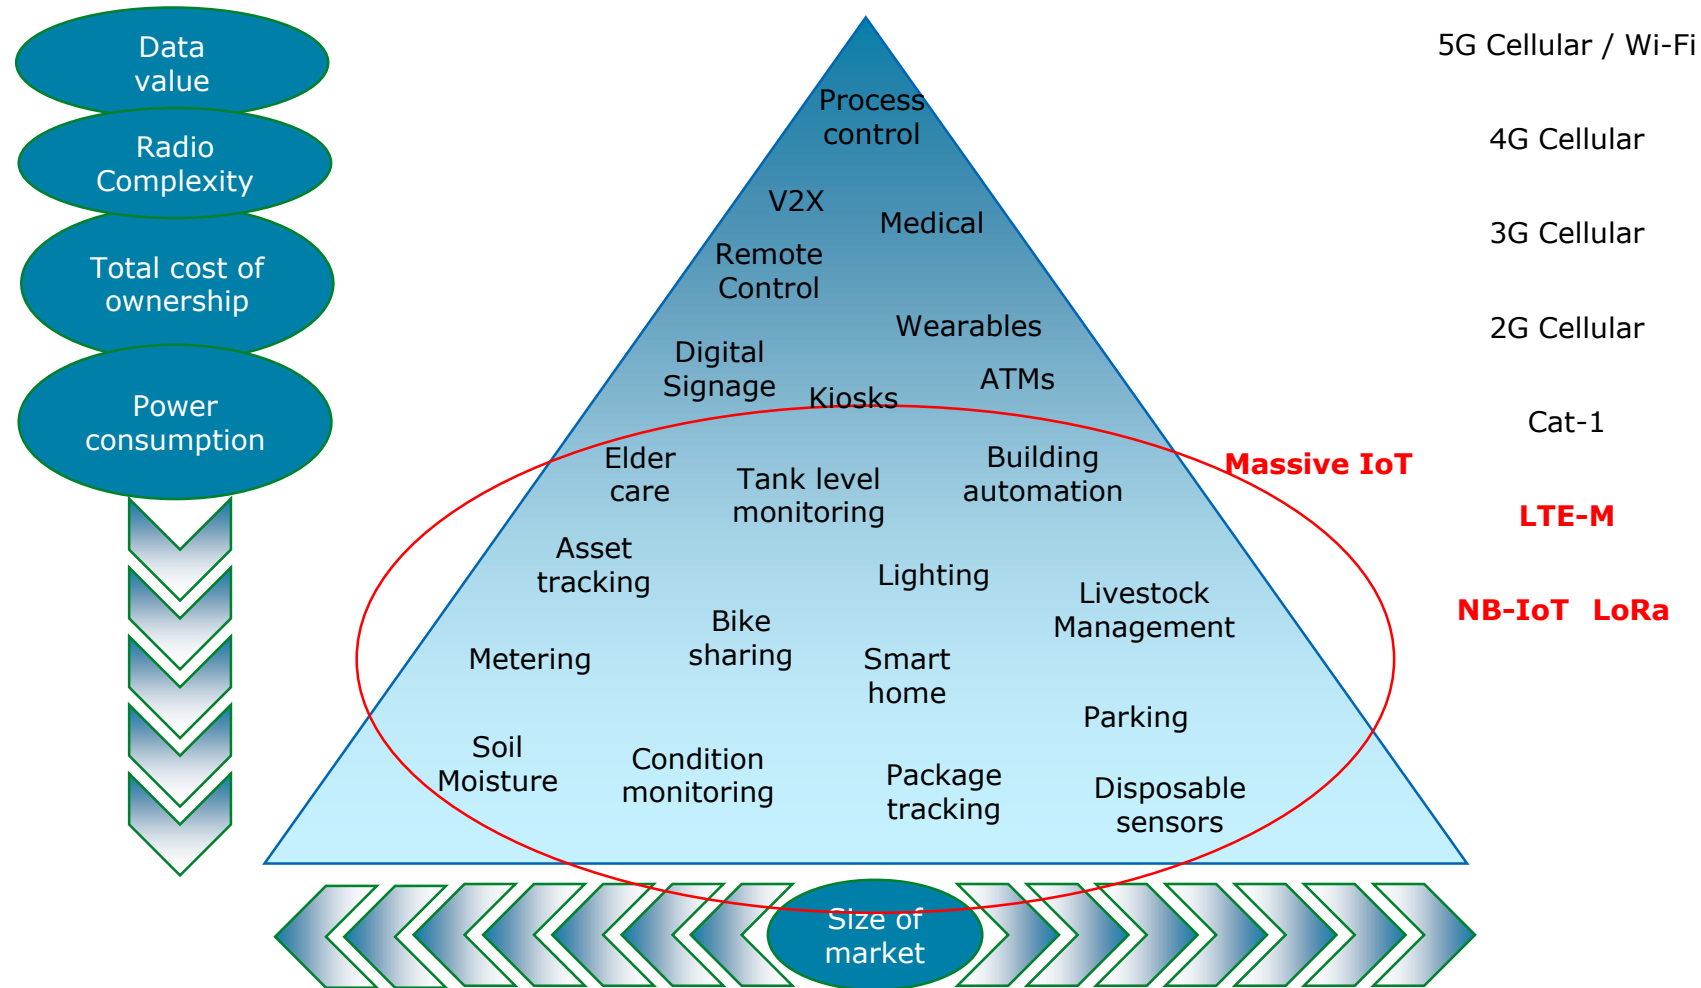 Data
value
Radio
Complexity
Total cost of
ownership
Power
consumption
Process
control
V2X
Medical
Remote
Control
Wearables
Digital
Signage
ATMs
Kiosks
Elder
care
Tank level
monitoring
Building
automation
Asset
tracking
Lighting
Livestock
Management
Bike
sharing
Metering
Smart
home
Parking
Soil
Moisture
Condition
monitoring
Package
tracking
Disposable
sensors
Size of
market
5G Cellular / Wi-Fi
4G Cellular
3G Cellular
2G Cellular
Cat-1
Massive IoT
LTE-M
NB-IoT LoRa